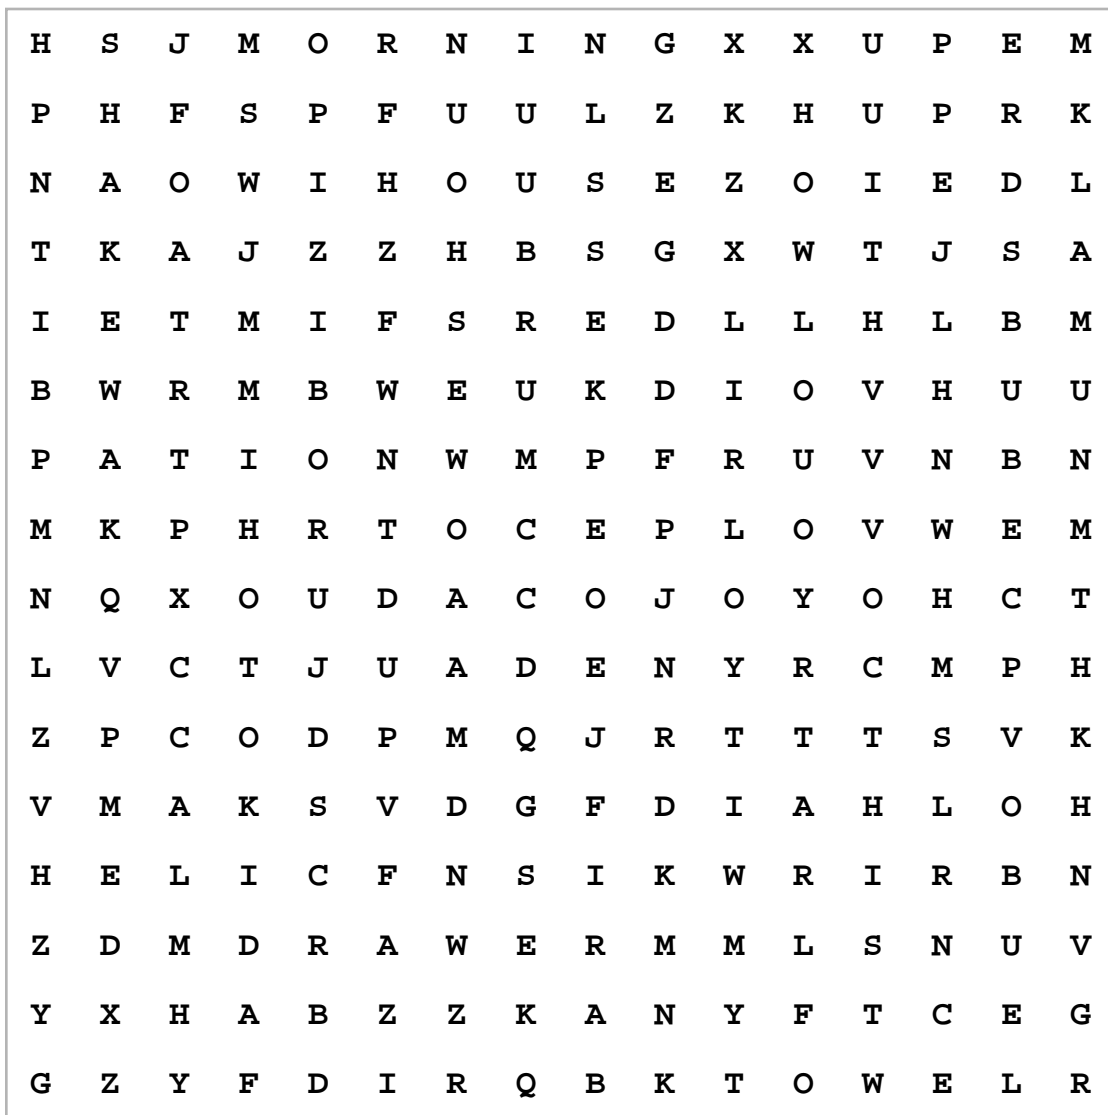 H S J M O R N I N G X X U P E M
P H F S P F U U L Z K H U P R K
N A O W I H O U S E Z O I E D L
T K A J Z Z H B S G X W T J S A
I E T M I F S R E D L L H L B M
B W R M B W E U K D I O V H U U
P A T I O N W M P F R U V N B N
M K P H R T O C E P L O V W E M
N Q X O U D A C O J O Y O H C T
L V C T J U A D E N Y R C M P H
Z P C O D P M Q J R T T T S V K
V M A K S V D G F D I A H L O H
H E L I C F N S I K W R I R B N
Z D M D R A W E R M M L S N U V
Y X H A B Z Z K A N Y F T C E G
G Z Y F D I R Q B K T O W E L R